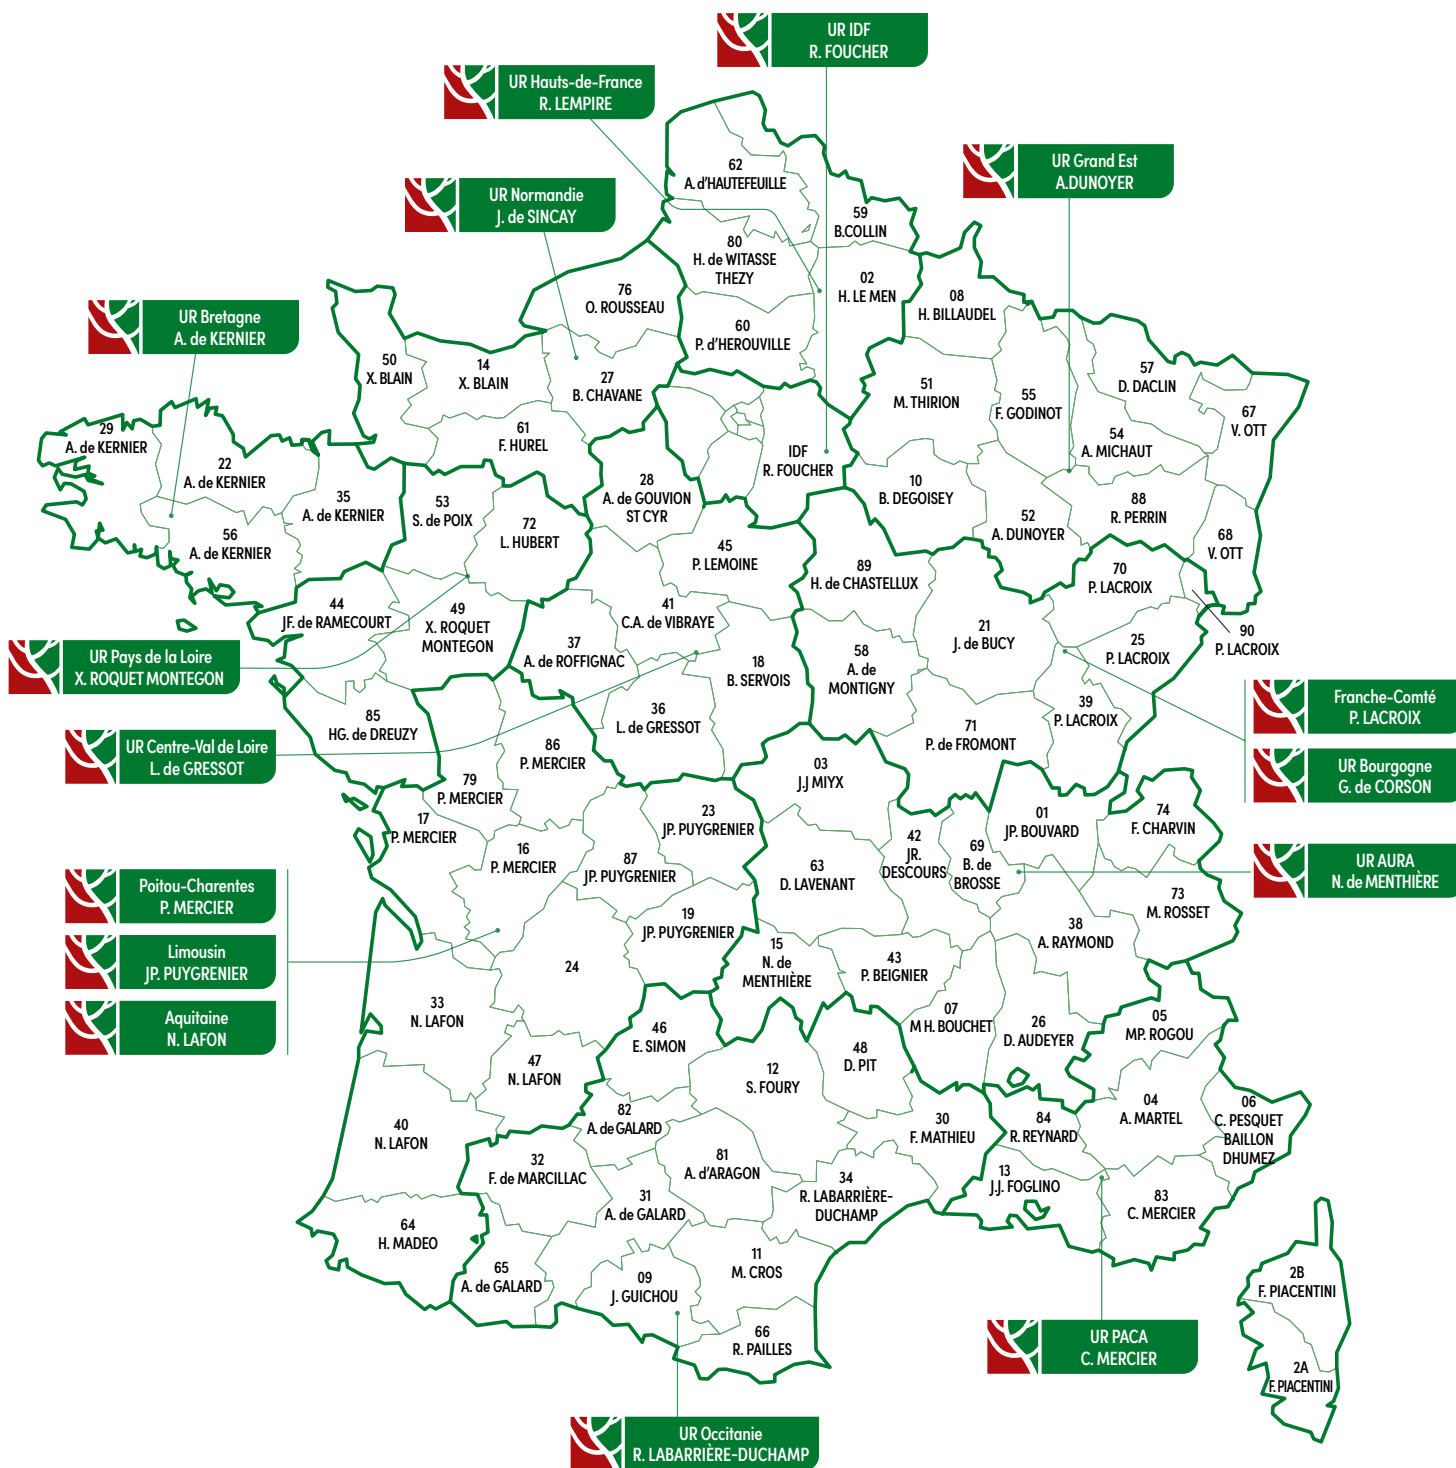 UR IDF
R. FOUCHER
UR Hauts-de-France
R. LEMPIRE
UR Grand Est
A.DUNOYER
UR Normandie
J. de SINCAY
UR Bretagne
A. de KERNIER
62
A. d'HAUTEFEUILLE
59
B.COLLIN
80
H. de WITASSE
THEZY
02
H. LE MEN
76
O. ROUSSEAU
60
P. d'HEROUVILLE
08
H. BILLAUDEL
50
X. BLAIN
14
X. BLAIN
27
B. CHAVANE
61
F. HUREL
51
M. THIRION
55
F. GODINOT
57
D. DACLIN
67
V. OTT
54
A. MICHAUT
IDF
R. FOUCHER
29
A. de KERNIER
22
A. de KERNIER
35
A. de KERNIER
56
A. de KERNIER
53
S. de POIX
72
L. HUBERT
28
A. de GOUVION
ST CYR
10
B. DEGOISEY
52
A. DUNOYER
88
R. PERRIN
68
V. OTT
45
P. LEMOINE
89
H. de CHASTELLUX
70
P. LACROIX
44
JF. de RAMECOURT
49
X. ROQUET
MONTEGON
41
C.A. de VIBRAYE
37
A. de ROFFIGNAC
21
J. de BUCY
25
P. LACROIX
90
P. LACROIX
UR Pays de la Loire
X. ROQUET MONTEGON
58
A. de
MONTIGNY
18
B. SERVOIS
36
L. de GRESSOT
39
P. LACROIX
71
P. de FROMONT
Franche-Comté
P. LACROIX
UR Bourgogne
G. de CORSON
85
HG. de DREUZY
UR Centre-Val de Loire
L. de GRESSOT
86
P. MERCIER
79
P. MERCIER
17
P. MERCIER
16
P. MERCIER
03
J.J MIYX
23
JP. PUYGRENIER
87
JP. PUYGRENIER
42
JR.
DESCOURS
69
B. de
BROSSE
01
JP. BOUVARD
74
F. CHARVIN
UR AURA
N. de MENTHIÈRE
63
D. LAVENANT
73
M. ROSSET
38
A. RAYMOND
Poitou-Charentes
P. MERCIER
Limousin
JP. PUYGRENIER
Aquitaine
N. LAFON
19
JP. PUYGRENIER
24
15
N. de
MENTHIÈRE
43
P. BEIGNIER
33
N. LAFON
07
M H. BOUCHET
26
D. AUDEYER
05
MP. ROGOU
46
E. SIMON
47
N. LAFON
12
S. FOURY
48
D. PIT
40
N. LAFON
82
A. de GALARD
30
F. MATHIEU
84
R. REYNARD
04
A. MARTEL
06
C. PESQUET
BAILLON
DHUMEZ
32
F. de MARCILLAC
81
A. d'ARAGON
34
R. LABARRIÈRE-
DUCHAMP
13
J.J. FOGLINO
83
C. MERCIER
31
A. de GALARD
64
H. MADEO
65
A. de GALARD
09
J. GUICHOU
11
M. CROS
66
R. PAILLES
2B
F. PIACENTINI
2A
F. PIACENTINI
UR PACA
C. MERCIER
UR Occitanie
R. LABARRIÈRE-DUCHAMP